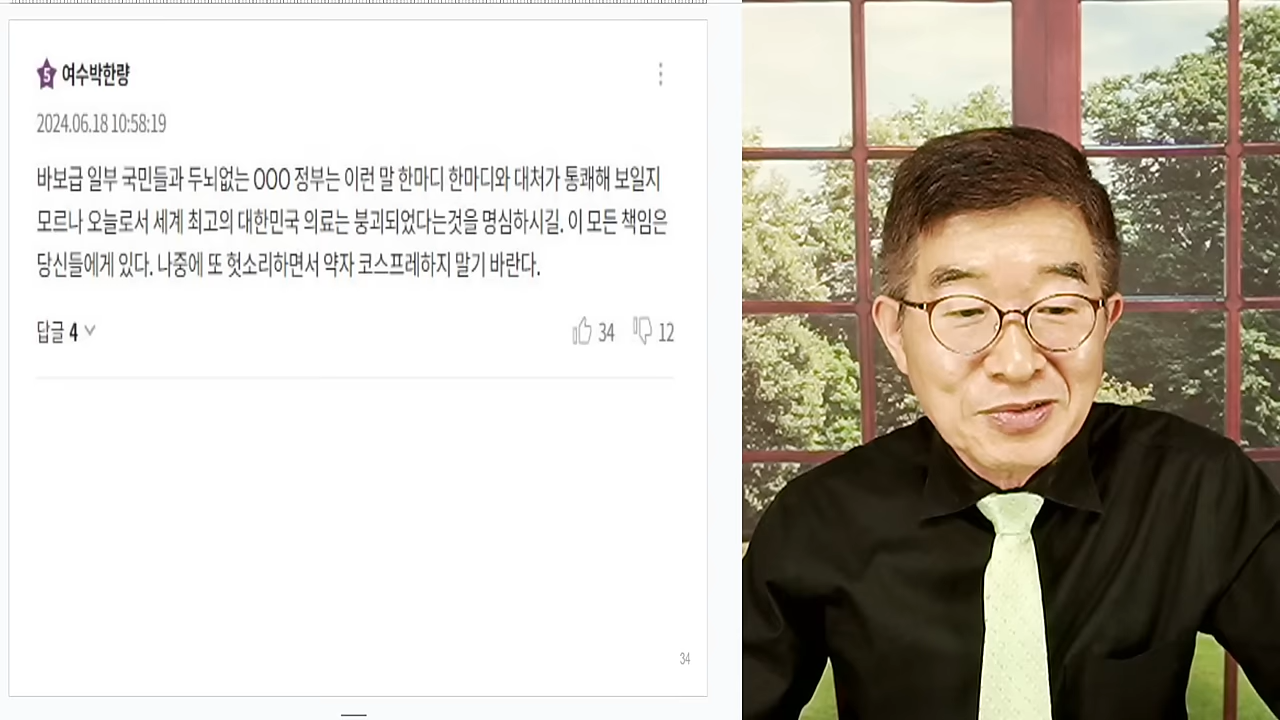 5 여수박한량
2024.06.18 10:58:19
바보급 일부 국민들과 두뇌없는 OOO 정부는 이런 말 한마디 한마디와 대처가 통쾌해 보일지
모르나 오늘로서 세계 최고의 대한민국 의료는 붕괴되었다는것을 명심하시길. 이 모든 책임은
당신들에게 있다. 나중에 또 헛소리하면서 약자 코스프레하지 말기 바란다.
답글 4 34 12
34